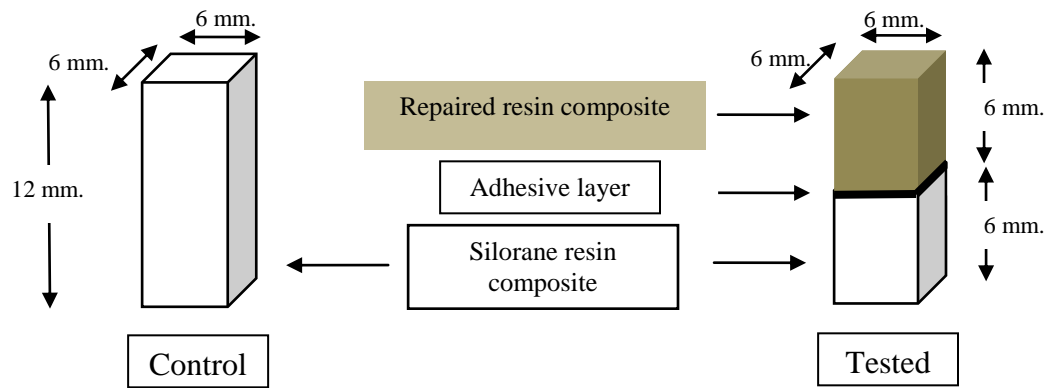 6 mm.
6 mm.
12 mm.
Control
Repaired resin composite
Adhesive layer
Silorane resin
composite
6 mm.
6 mm.
6 mm.
6 mm.
Tested